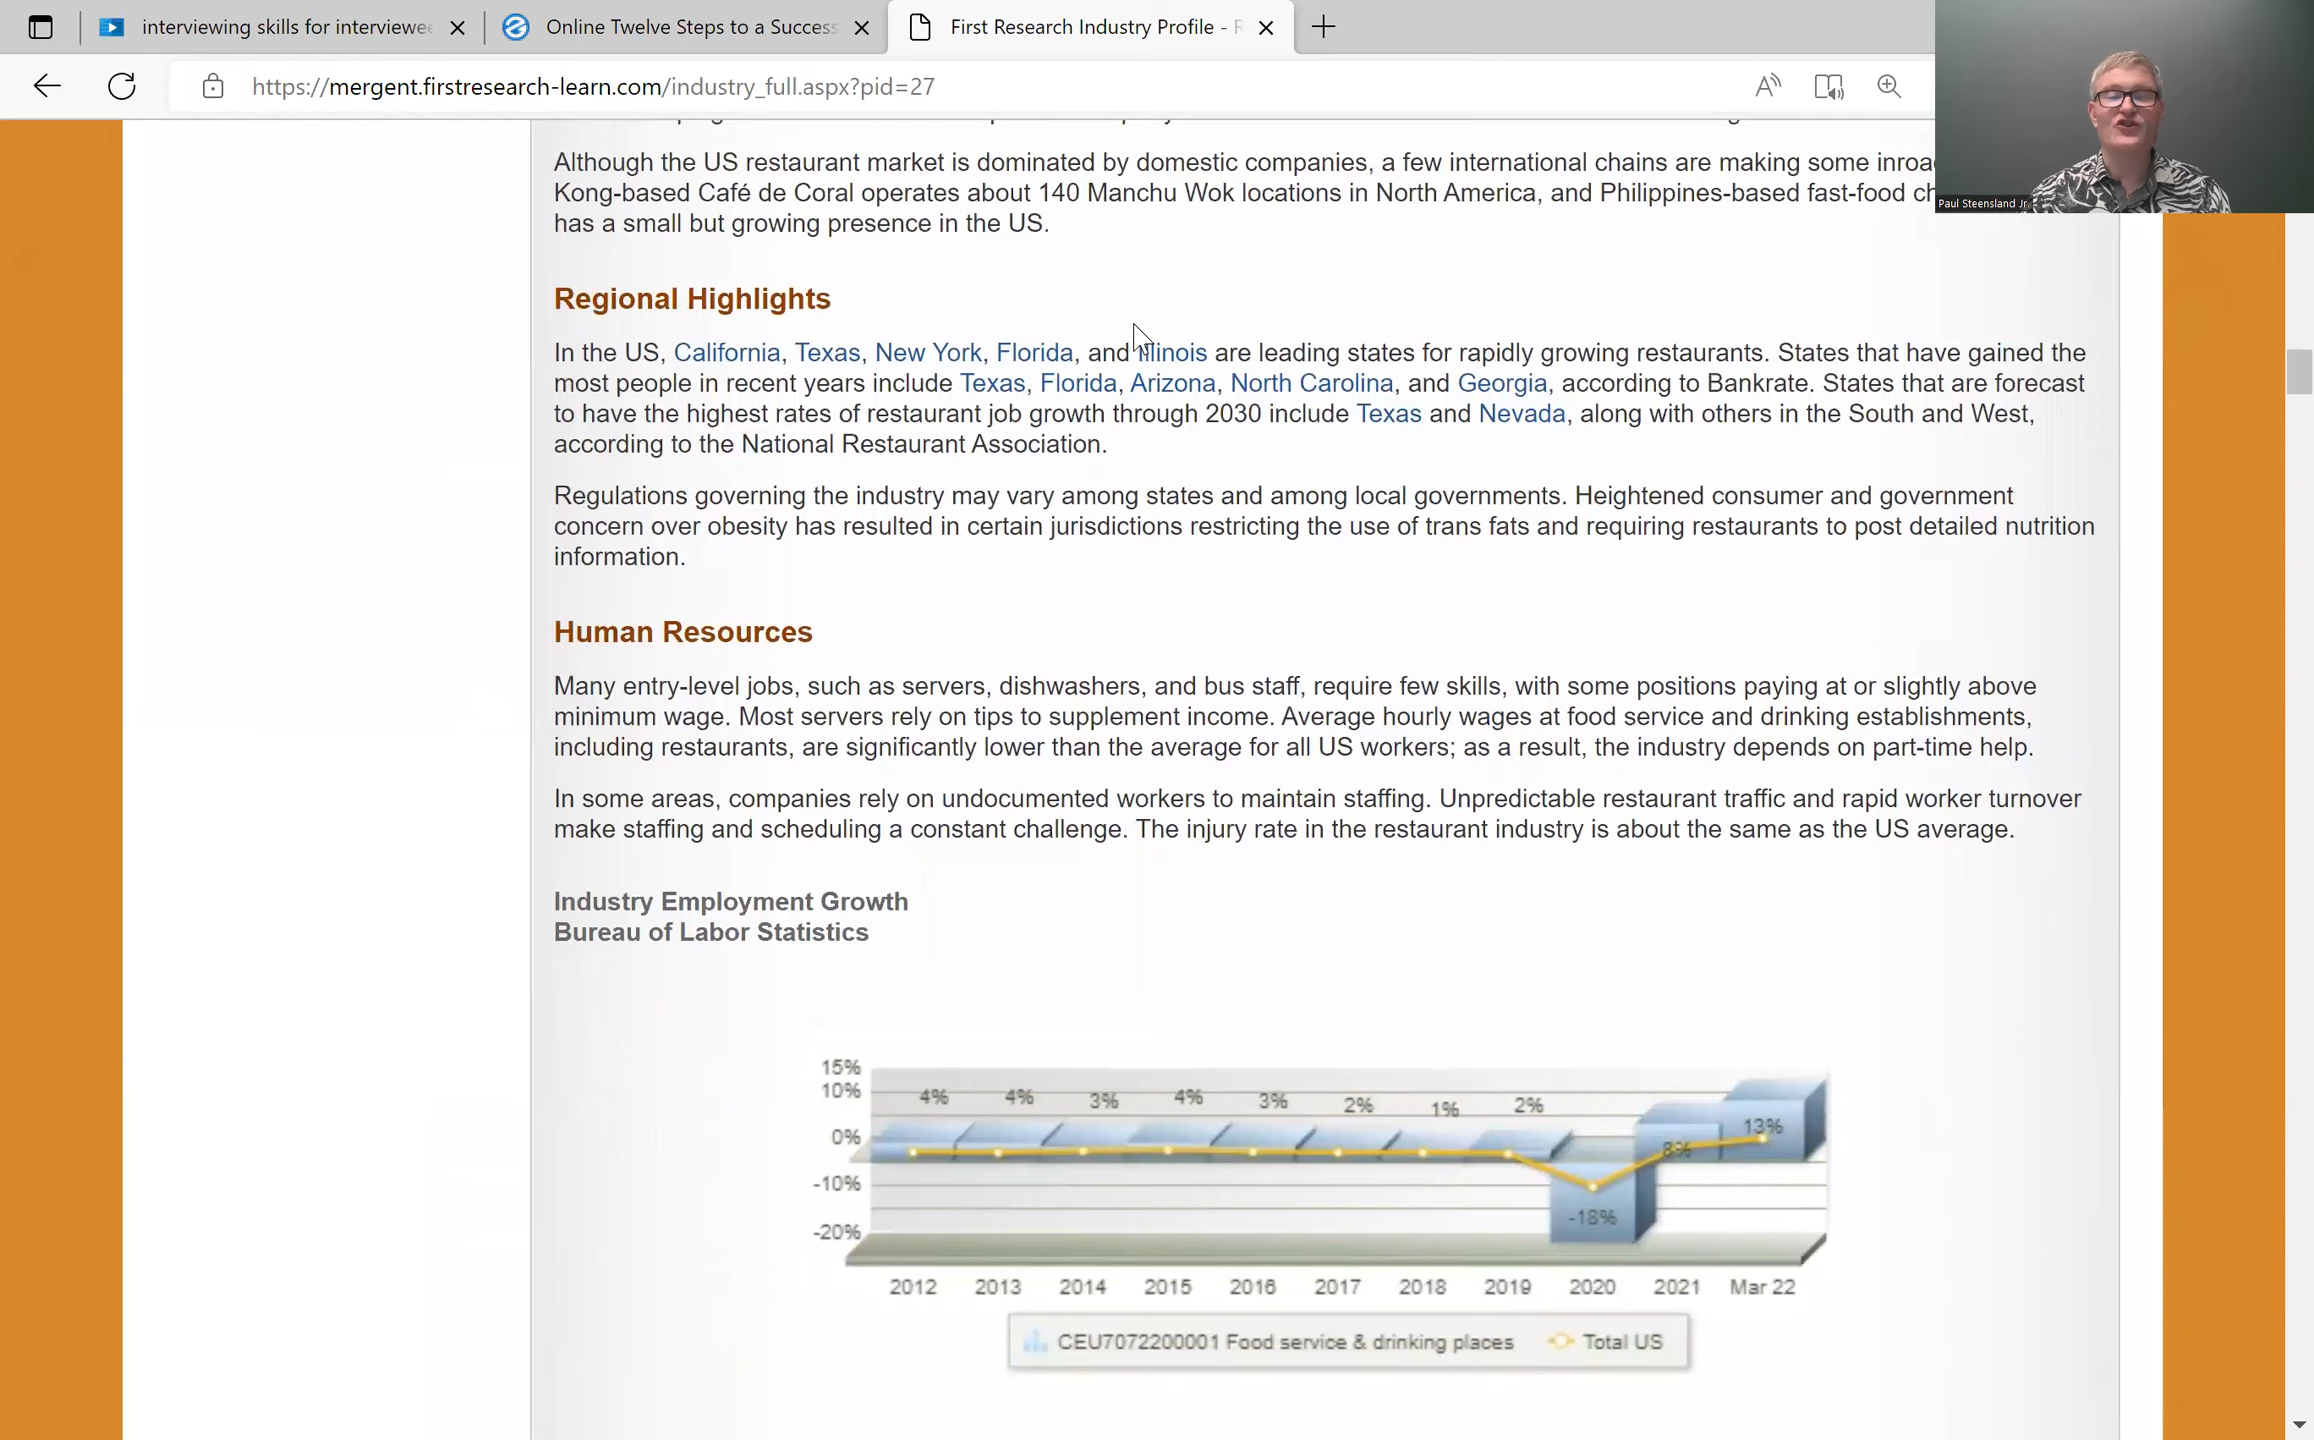 interviewing skills for interviewee
Online Twelve Steps to a Success
First Research Industry Profile - R
https://mergent.firstresearch-learn.com/industry_full.aspx?pid=27
Paul Steensland Jr.
Although the US restaurant market is dominated by domestic companies, a few international chains are making some
Kong-based Café de Coral operates about 140 Manchu Wok locations in North America, and Philippines-based fast-food
has a small but growing presence in the US.
Regional Highlights
In the US, California, Texas, New York, Florida, and Illinois are leading states for rapidly growing restaurants. States that have gained the
most people in recent years include Texas, Florida, Arizona, North Carolina, and Georgia, according to Bankrate. States that are forecast
to have the highest rates of restaurant job growth through 2030 include Texas and Nevada, along with others in the South and West,
according to the National Restaurant Association.
Regulations governing the industry may vary among states and among local governments. Heightened consumer and government
concern over obesity has resulted in certain jurisdictions restricting the use of trans fats and requiring restaurants to post detailed nutrition
information.
Human Resources
Many entry-level jobs, such as servers, dishwashers, and bus staff, require few skills, with some positions paying at or slightly above
minimum wage. Most servers rely on tips to supplement income. Average hourly wages at food service and drinking establishments,
including restaurants, are significantly lower than the average for all US workers; as a result, the industry depends on part-time help.
In some areas, companies rely on undocumented workers to maintain staffing. Unpredictable restaurant traffic and rapid worker turnover
make staffing and scheduling a constant challenge. The injury rate in the restaurant industry is about the same as the US average.
Industry Employment Growth
Bureau of Labor Statistics
15%
10%
0%
-10%
-20%
4% 4% 3% 4% 3% 2% 1% 2% -18% 8% 13%
2012 2013 2014 2015 2016 2017 2018 2019 2020 2021 Mar 22
CEU7072200001 Food service & drinking places Total US